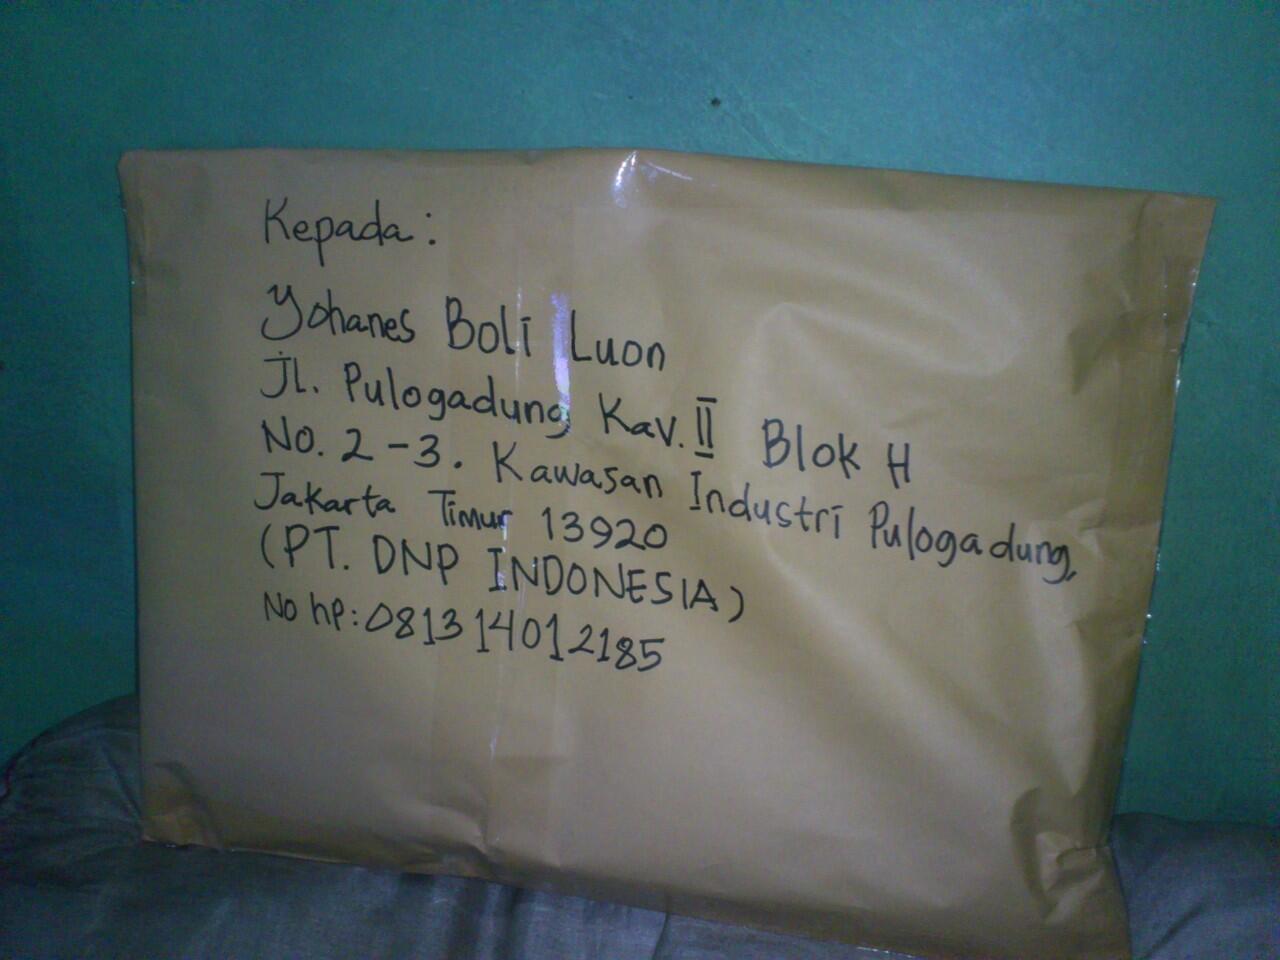 Kepada :
Yohanes Boli Luon
Jl. Pulogadung Kav. II Blok H
No. 2-3. Kawasan Industri Pulogadung,
Jakarta Timur 13920
(PT. DNP INDONESIA)
No hp: 081314012185